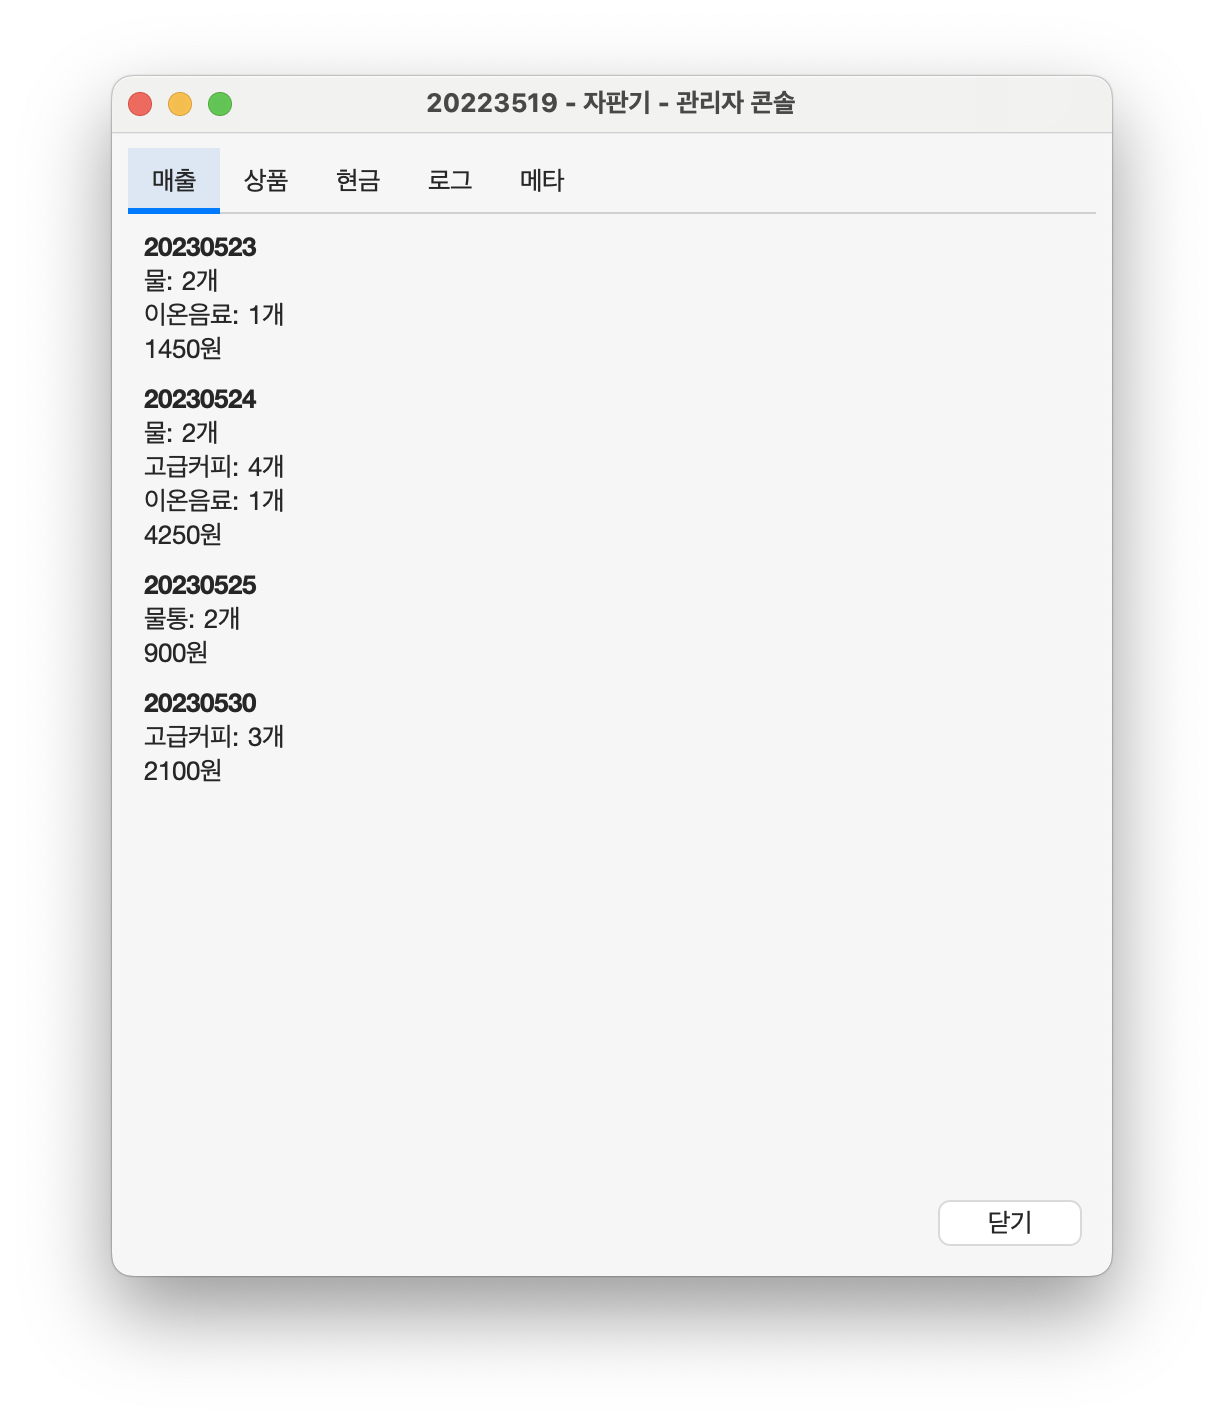 20223519 - 자판기 - 관리자 콘솔
매출 상품 현금 로그 메타
20230523
물: 2개
이온음료: 1개
1450원
20230524
물: 2개
고급커피: 4개
이온음료: 1개
4250원
20230525
물통: 2개
900원
20230530
고급커피: 3개
2100원
닫기